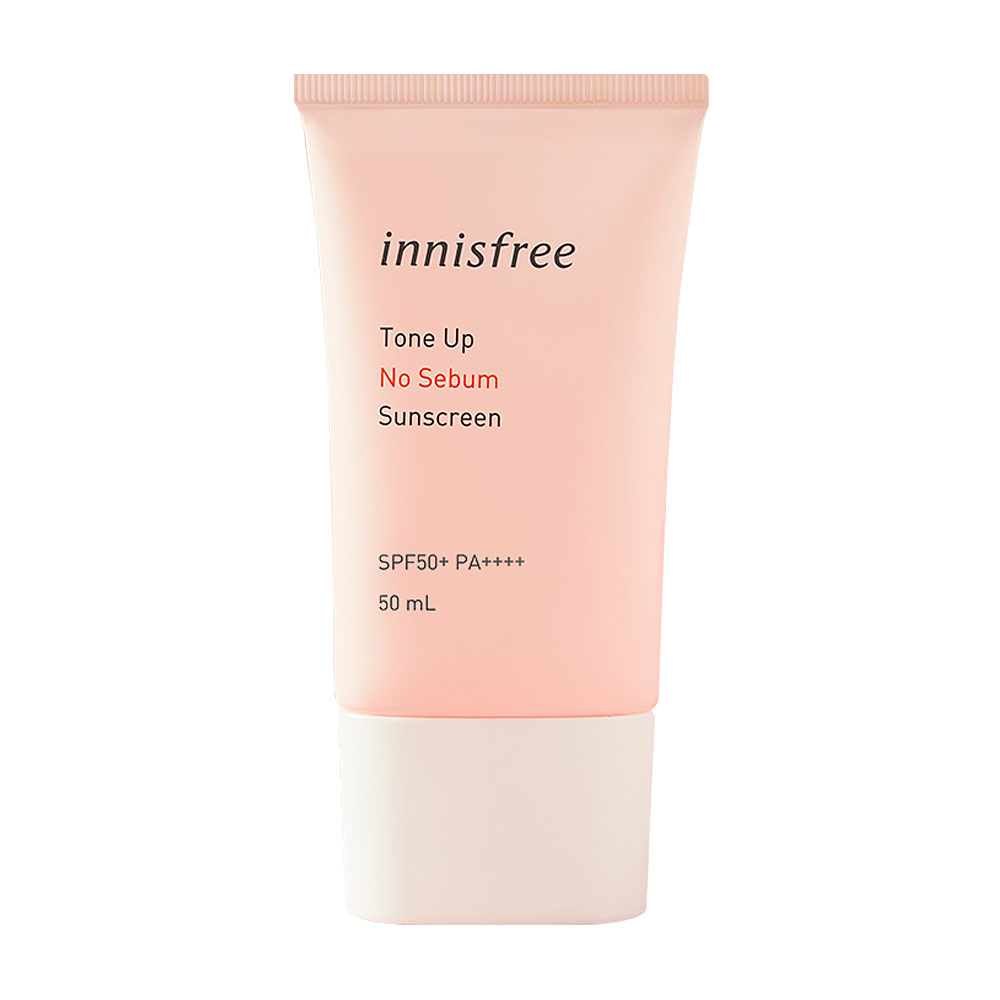 innisfree
Tone Up
No Sebum
Sunscreen
SPF50+ PA++++
50 mL